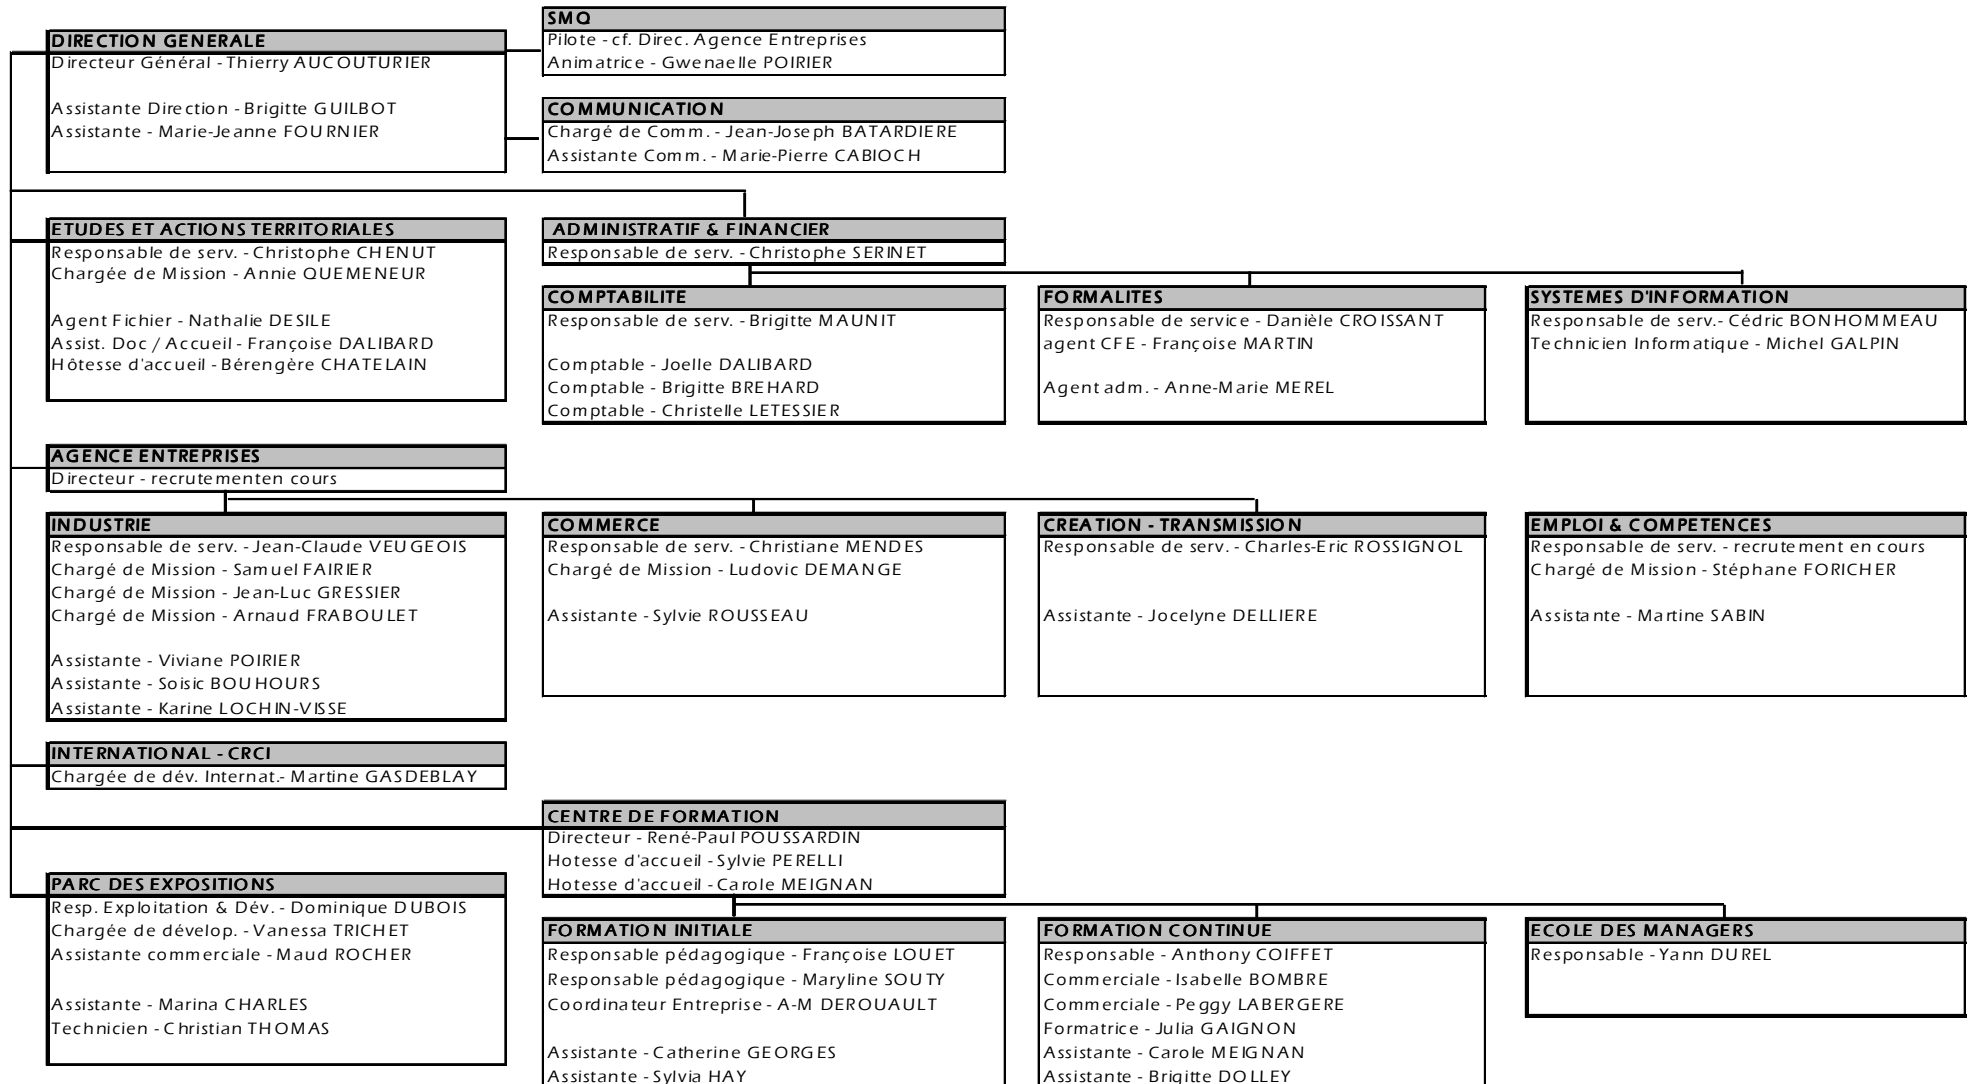 SMQ
Pilote - cf. Direc. Agence Entreprises
Animatrice - Gwenaelle POIRIER
DIRECTION GENERALE
Directeur Général - Thierry AUCOUTURIER
Assistante Direction - Brigitte GUILBOT
Assistante - Marie-Jeanne FOURNIER
COMMUNICATION
Chargé de Comm. - Jean-Joseph BATARDIERE
Assistante Comm. - Marie-Pierre CABIOCH
ETUDES ET ACTIONS TERRITORIALES
Responsable de serv. - Christophe CHENUT
Chargée de Mission - Annie QUEMENEUR
Agent Fichier - Nathalie DESILE
Assist. Doc / Accueil - Françoise DALIBARD
Hôtesse d'accueil - Bérengère CHATELAIN
ADMINISTRATIF & FINANCIER
Responsable de serv. - Christophe SERINET
COMPTABILITE
Responsable de serv. - Brigitte MAUNIT
Comptable - Joelle DALIBARD
Comptable - Brigitte BREHARD
Comptable - Christelle LETESSIER
FORMALITES
Responsable de service - Danièle CROISSANT
agent CFE - Françoise MARTIN
Agent adm. - Anne-Marie MEREL
SYSTEMES D'INFORMATION
Responsable de serv.- Cédric BONHOMMEAU
Technicien Informatique - Michel GALPIN
AGENCE ENTREPRISES
Directeur - recrutementen cours
INDUSTRIE
Responsable de serv. - Jean-Claude VEUGEOIS
Chargé de Mission - Samuel FAIRIER
Chargé de Mission - Jean-Luc GRESSIER
Chargé de Mission - Arnaud FRABOULET
Assistante - Viviane POIRIER
Assistante - Soisic BOUHOURS
Assistante - Karine LOCHIN-VISSE
COMMERCE
Responsable de serv. - Christiane MENDES
Chargé de Mission - Ludovic DEMANGE
Assistante - Sylvie ROUSSEAU
CREATION - TRANSMISSION
Responsable de serv. - Charles-Eric ROSSIGNOL
Assistante - Jocelyne DELLIERE
EMPLOI & COMPETENCES
Responsable de serv. - recrutement en cours
Chargé de Mission - Stéphane FORICHER
Assistante - Martine SABIN
INTERNATIONAL - CRCI
Chargée de dév. Internat.- Martine GASDEBLAY
CENTRE DE FORMATION
Directeur - René-Paul POUSSARDIN
Hotesse d'accueil - Sylvie PERELLI
Hotesse d'accueil - Carole MEIGNAN
PARC DES EXPOSITIONS
Resp. Exploitation & Dév. - Dominique DUBOIS
Chargée de dévelop. - Vanessa TRICHET
Assistante commerciale - Maud ROCHER
Assistante - Marina CHARLES
Technicien - Christian THOMAS
FORMATION INITIALE
Responsable pédagogique - Françoise LOUET
Responsable pédagogique - Maryline SOUTY
Coordinateur Entreprise - A-M DEROUAULT
Assistante - Catherine GEORGES
Assistante - Sylvia HAY
FORMATION CONTINUE
Responsable - Anthony COIFFET
Commerciale - Isabelle BOMBRE
Commerciale - Peggy LABERGERE
Formatrice - Julia GAIGNON
Assistante - Carole MEIGNAN
Assistante - Brigitte DOLLEY
ECOLE DES MANAGERS
Responsable - Yann DUREL